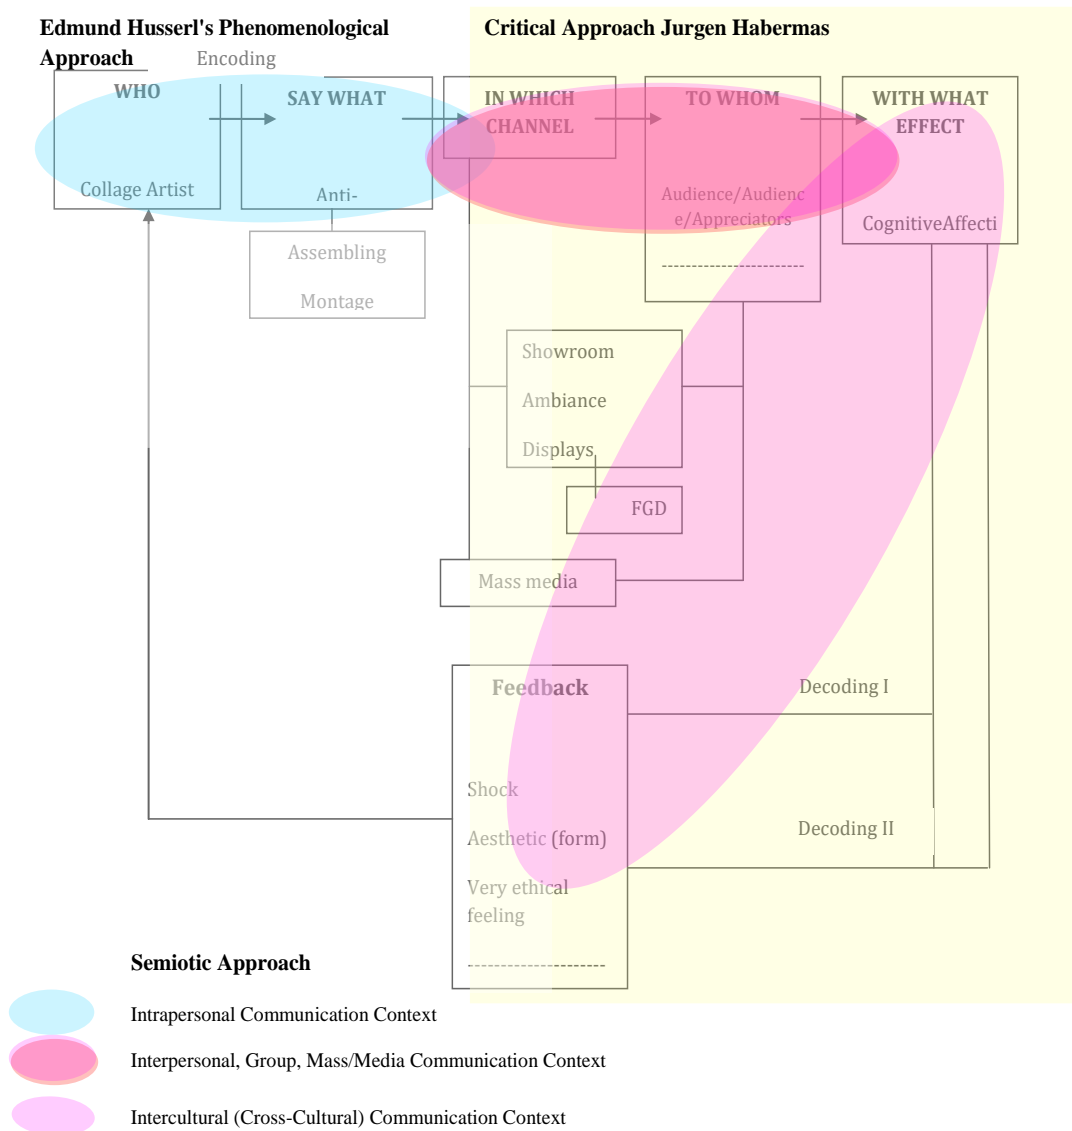 Edmund Husserl's Phenomenological
Approach
Critical Approach Jurgen Habermas
Encoding
WHO
Collage Artist
SAY WHAT
Anti-
Assembling
Montage
IN WHICH
CHANNEL
TO WHOM
Audience/Audienc
e/Appreciators
-----------------------
WITH WHAT
EFFECT
CognitiveAffecti
Showroom
Ambiance
Displays
FGD
Mass media
Feedback
Shock
Aesthetic (form)
Very ethical
feeling
----------------------
Decoding I
Decoding II
Semiotic Approach
Intrapersonal Communication Context
Interpersonal, Group, Mass/Media Communication Context
Intercultural (Cross-Cultural) Communication Context